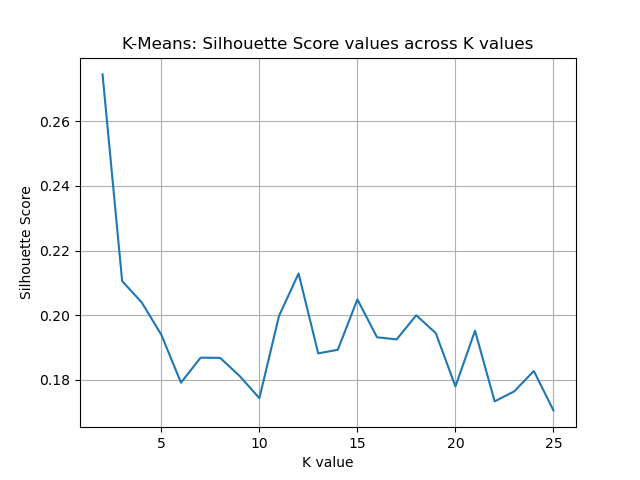 K-Means: Silhouette Score values across K values
0.26
0.24
0.22
0.20
0.18
Silhouette Score
5 10 15 20 25
K value